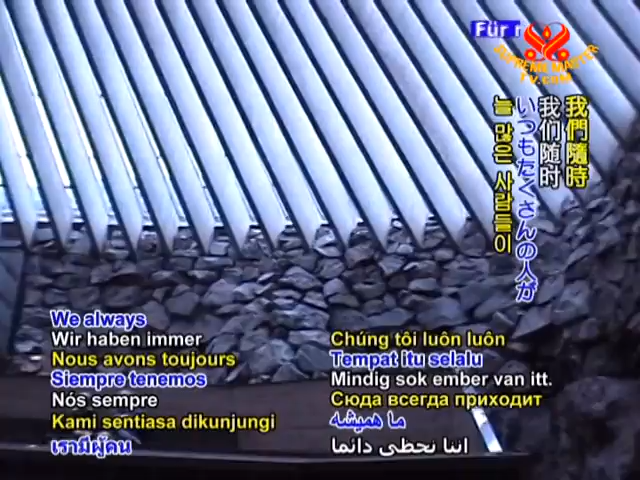 Für
SUPREME MASTER
TV.COM
我們隨時
我们随时
いつもたくさんの人が
늘 많은 사람들이
We always
Wir haben immer
Nous avons toujours
Siempre tenemos
Nós sempre
Kami sentiasa dikunjungi
เรามีผู้คน
Chúng tôi luôn luôn
Tempat itu selalu
Mindig sok ember van itt.
Сюда всегда приходит
ما همیشه
اننا نحظى دائما